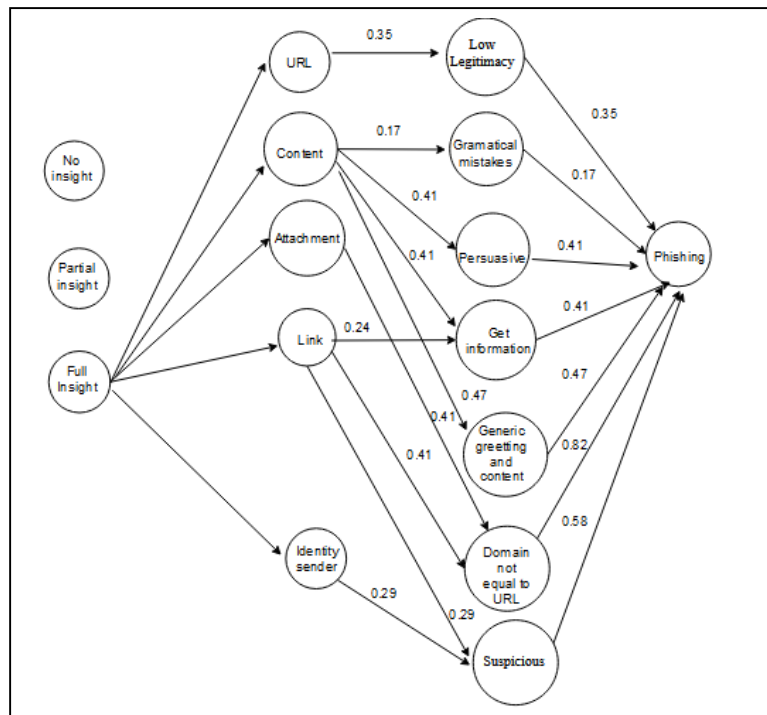 0.35
URL
Low
Legitimacy
0.35
Content
0.17
Gramatical
mistakes
0.17
No
insight
0.41
Attachment
Persuasive
0.41
Phishing
Partial
insight
0.41
0.41
Link
0.24
Get
information
Full
Insight
0.47
0.47
0.41
Generic
greetting
and
content
0.82
0.41
0.58
Identity
sender
Domain
not
equal to
URL
0.29
0.29
Suspicious